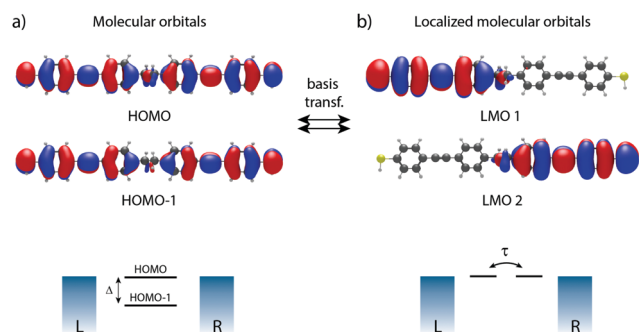 a)
Molecular orbitals
HOMO
HOMO-1
basis
transf.
b)
Localized molecular orbitals
LMO 1
LMO 2
HOMO
Δ
HOMO-1
L
R
τ
L
R